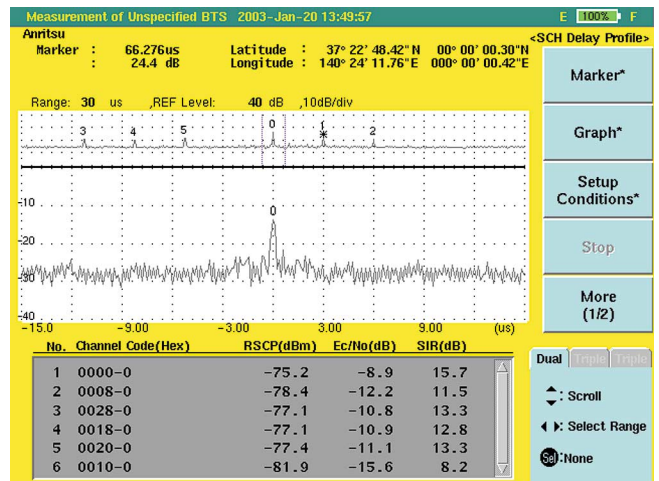 Measurement of Unspecified BTS 2003-Jan-20 13:49:57 E 100% F
Anritsu <SCH Delay Profile>
Marker : 66.276us Latitude : 37° 22' 48.42"N 00° 00' 00.30"N
: 24.4 dB Longitude : 140° 24' 11.76"E 000° 00' 00.42"E
Marker*
Range: 30 us ,REF Level: 40 dB ,10dB/div
3 4 5 0 1 2
Graph*
Setup
Conditions*
-10
0
-20
Stop
-30
-40
More
(1/2)
-15.0 -9.00 -3.00 3.00 9.00 (us)
No. Channel Code(Hex) RSCP(dBm) Ec/No(dB) SIR(dB)
1 0000-0 -75.2 -8.9 15.7
2 0008-0 -78.4 -12.2 11.5
3 0028-0 -77.1 -10.8 13.3
4 0018-0 -77.1 -10.9 12.8
5 0020-0 -77.4 -11.1 13.3
6 0010-0 -81.9 -15.6 8.2
Dual Triple Triple
: Scroll
: Select Range
Sel :None